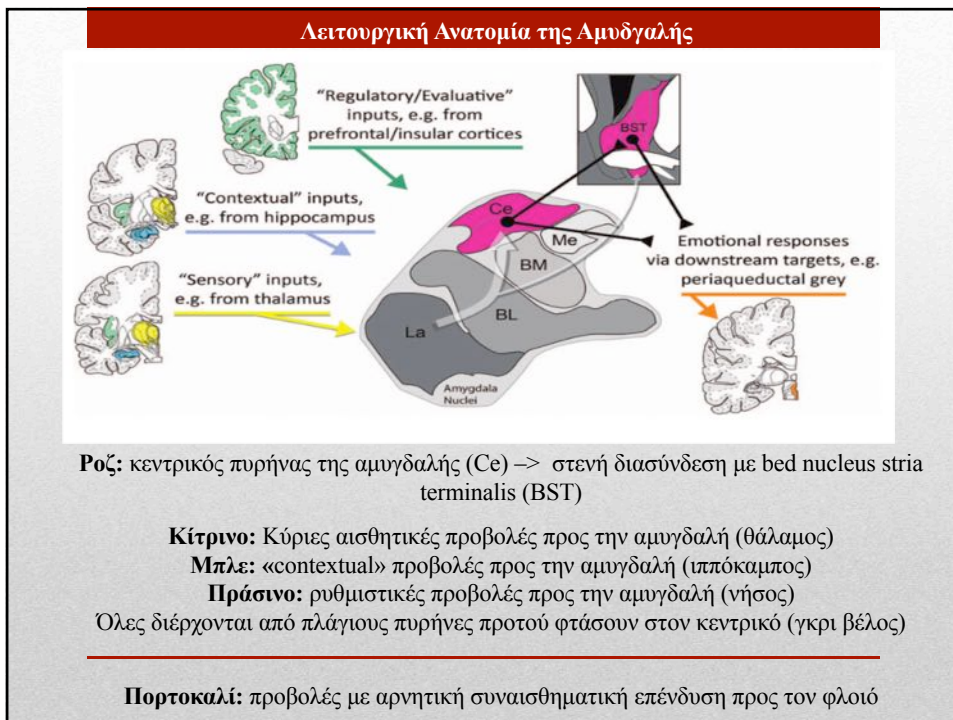 Λειτουργική Ανατομία της Αμυδγαλής
“Regulatory/Evaluative”
inputs, e.g. from
prefrontal/insular cortices
“Contextual” inputs,
e.g. from hippocampus
“Sensory” inputs,
e.g. from thalamus
BST
Ce
Me
BM
BL
La
Amygdala
Nuclei
Emotional responses
via downstream targets, e.g.
periaqueductal grey
Ροζ: κεντρικός πυρήνας της αμυγδαλής (Ce) –> στενή διασύνδεση με bed nucleus stria
terminalis (BST)
Κίτρινο: Κύριες αισθητικές προβολές προς την αμυγδαλή (θάλαμος)
Μπλε: «contextual» προβολές προς την αμυγδαλή (ιππόκαμπος)
Πράσινο: ρυθμιστικές προβολές προς την αμυγδαλή (νήσος)
Όλες διέρχονται από πλάγιους πυρήνες προτού φτάσουν στον κεντρικό (γκρι βέλος)
Πορτοκαλί: προβολές με αρνητική συναισθηματική επένδυση προς τον φλοιό